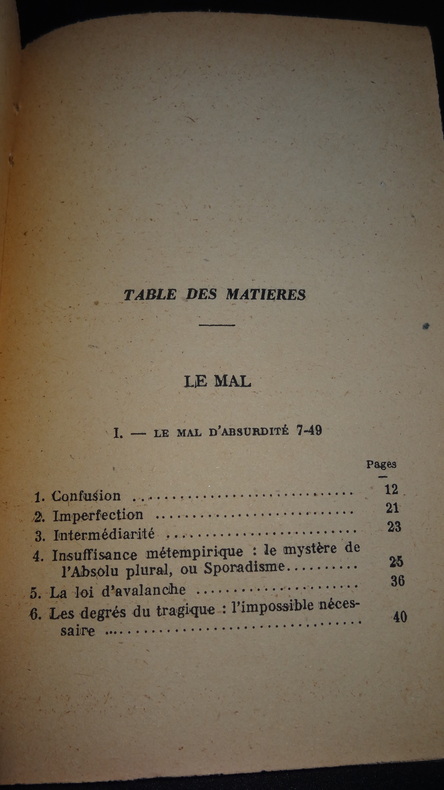 TABLE DES MATIERES
LE MAL
I. — LE MAL D'ABSURDITÉ 7-49
Pages
1. Confusion .................................... 12
2. Imperfection ................................ 21
3. Intermédiarité .............................. 23
4. Insuffisance métempirique : le mystère de
l'Absolu plural, ou Sporadisme.......... 25
5. La loi d'avalanche ......................... 36
6. Les degrés du tragique : l'impossible néces-
saire ........................................ 40